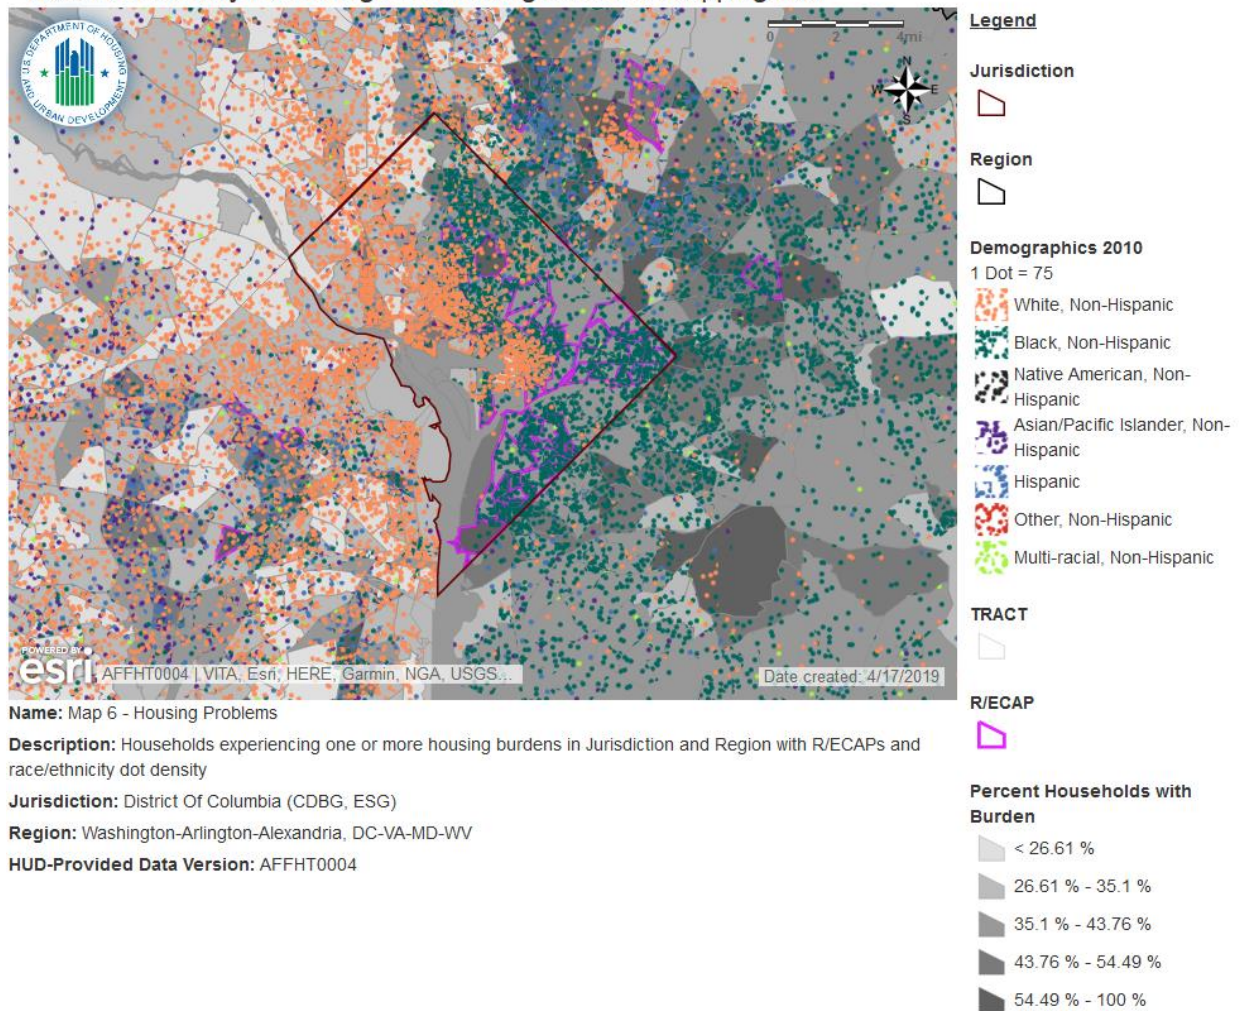 U.S. DEPARTMENT OF HOUSING
AND URBAN DEVELOPMENT
0 2 4mi
N
W E
S
POWERED BY
esri
AFFHT0004 | VITA, Esri, HERE, Garmin, NGA, USGS...
Date created: 4/17/2019
Name: Map 6 - Housing Problems
Description: Households experiencing one or more housing burdens in Jurisdiction and Region with R/ECAPs and
race/ethnicity dot density
Jurisdiction: District Of Columbia (CDBG, ESG)
Region: Washington-Arlington-Alexandria, DC-VA-MD-WV
HUD-Provided Data Version: AFFHT0004
Legend
Jurisdiction
Region
Demographics 2010
1 Dot = 75
White, Non-Hispanic
Black, Non-Hispanic
Native American, Non-
Hispanic
Asian/Pacific Islander, Non-
Hispanic
Hispanic
Other, Non-Hispanic
Multi-racial, Non-Hispanic
TRACT
R/ECAP
Percent Households with
Burden
< 26.61 %
26.61 % - 35.1 %
35.1 % - 43.76 %
43.76 % - 54.49 %
54.49 % - 100 %